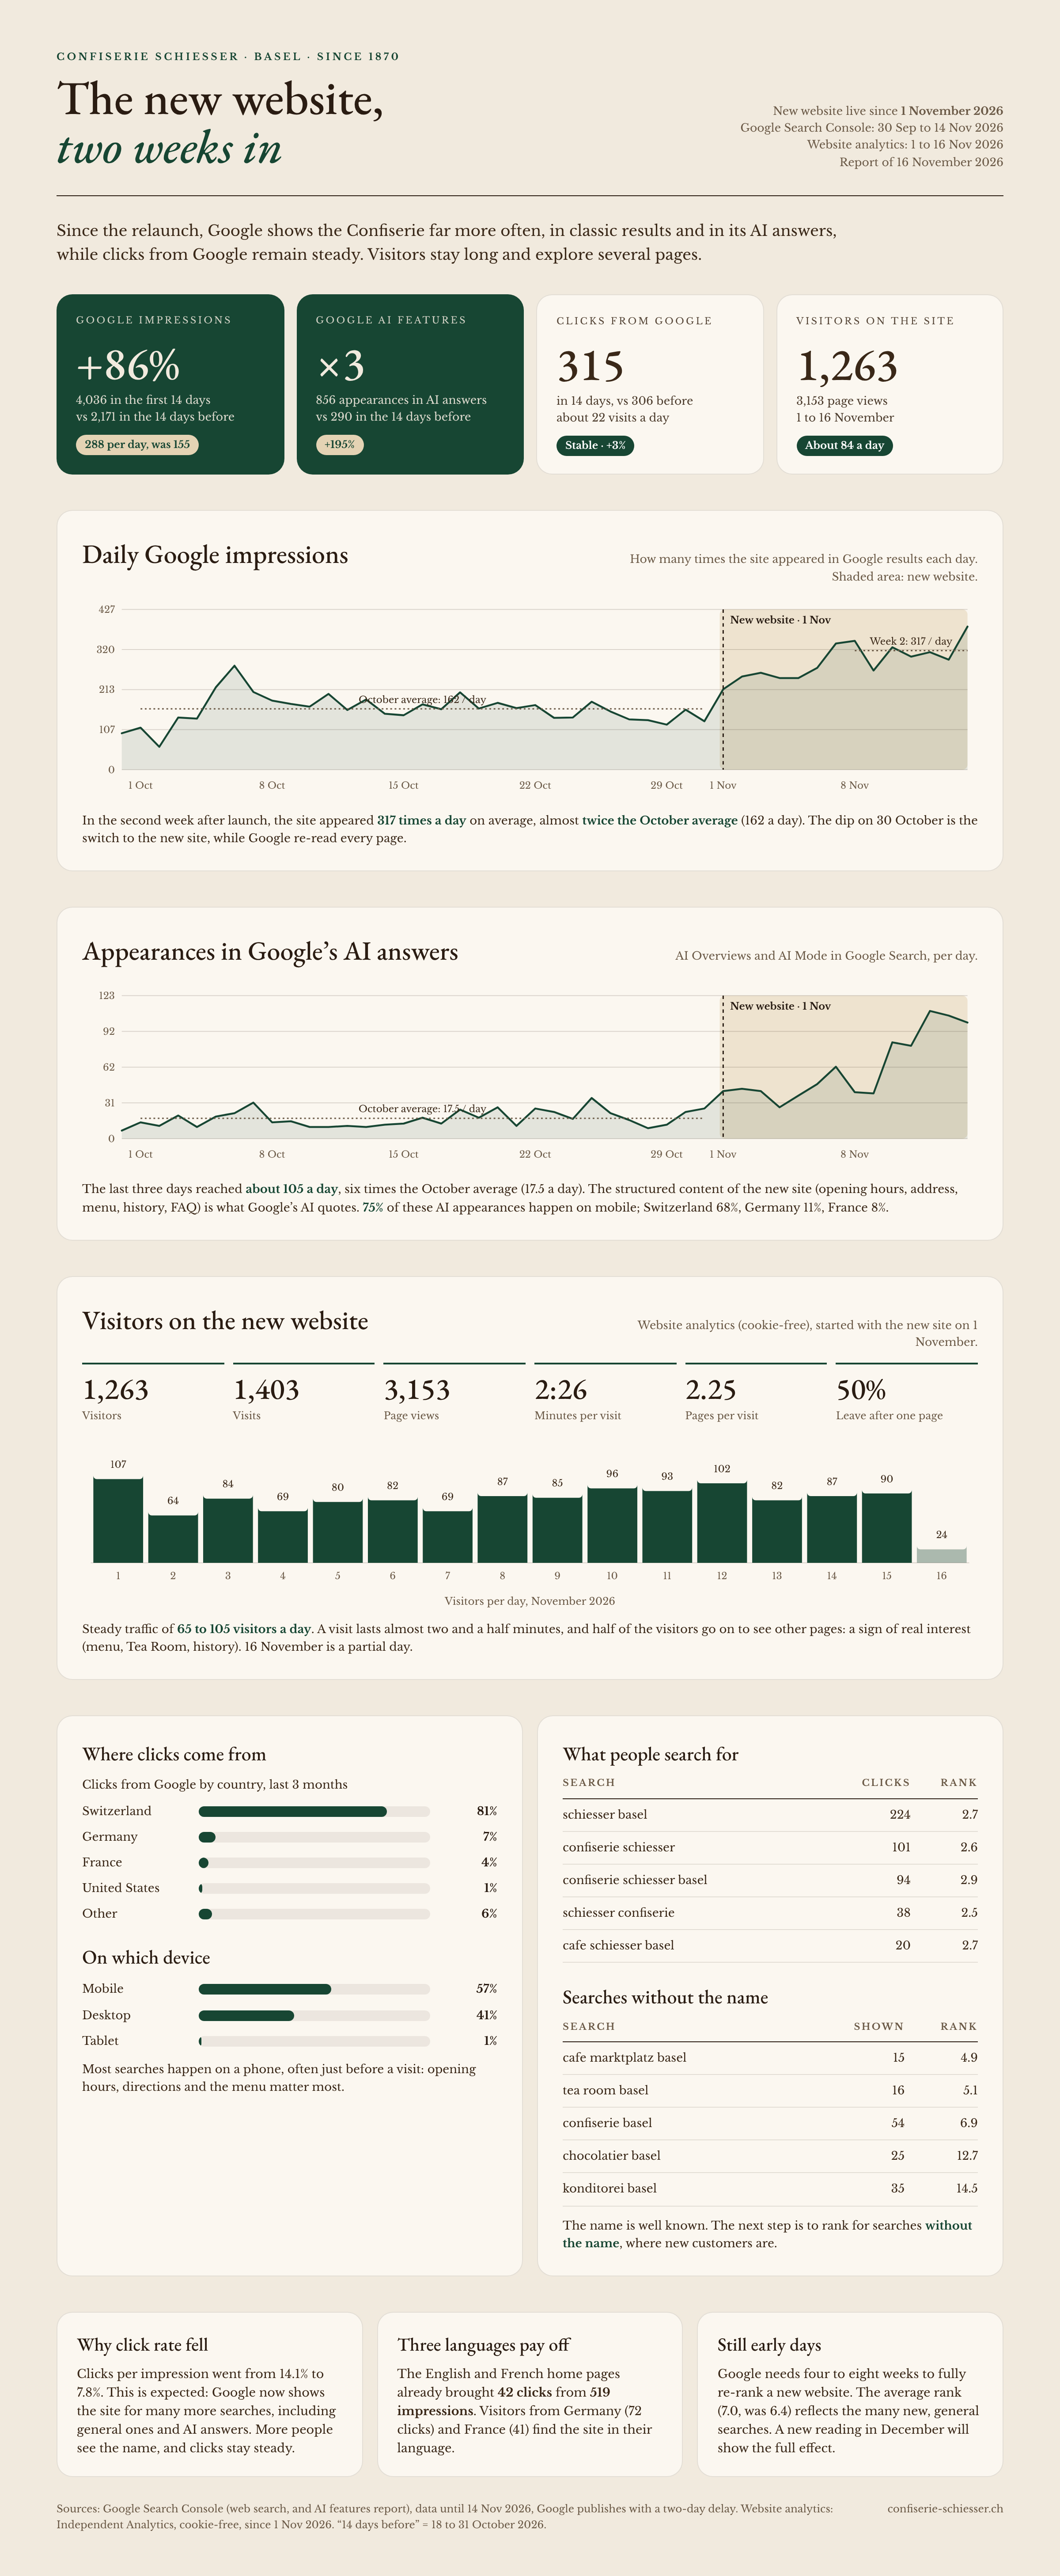 CONFISERIE SCHIESSER · BASEL · SINCE 1870
The new website,
two weeks in
New website live since 1 November 2026
Google Search Console: 30 Sep to 14 Nov 2026
Website analytics: 1 to 16 Nov 2026
Report of 16 November 2026
Since the relaunch, Google shows the Confiserie far more often, in classic results and in its AI answers,
while clicks from Google remain steady. Visitors stay long and explore several pages.
GOOGLE IMPRESSIONS
+86%
4,036 in the first 14 days
vs 2,171 in the 14 days before
288 per day, was 155
GOOGLE AI FEATURES
×3
856 appearances in AI answers
vs 290 in the 14 days before
+195%
CLICKS FROM GOOGLE
315
in 14 days, vs 306 before
about 22 visits a day
Stable · +3%
VISITORS ON THE SITE
1,263
3,153 page views
1 to 16 November
About 84 a day
Daily Google impressions
How many times the site appeared in Google results each day.
Shaded area: new website.
427
320
213
107
0
New website · 1 Nov
Week 2: 317 / day
October average: 162 / day
1 Oct 8 Oct 15 Oct 22 Oct 29 Oct 1 Nov 8 Nov
In the second week after launch, the site appeared 317 times a day on average, almost twice the October average (162 a day). The dip on 30 October is the
switch to the new site, while Google re-read every page.
Appearances in Google's AI answers
AI Overviews and AI Mode in Google Search, per day.
123
92
62
31
0
New website · 1 Nov
October average: 17.5 / day
1 Oct 8 Oct 15 Oct 22 Oct 29 Oct 1 Nov 8 Nov
The last three days reached about 105 a day, six times the October average (17.5 a day). The structured content of the new site (opening hours, address,
menu, history, FAQ) is what Google's AI quotes. 75% of these AI appearances happen on mobile; Switzerland 68%, Germany 11%, France 8%.
Visitors on the new website
Website analytics (cookie-free), started with the new site on 1
November.
1,263 1,403 3,153 2:26 2.25 50%
Visitors Visits Page views Minutes per visit Pages per visit Leave after one page
107 64 84 69 80 82 69 87 85 96 93 102 82 87 90 24
1 2 3 4 5 6 7 8 9 10 11 12 13 14 15 16
Visitors per day, November 2026
Steady traffic of 65 to 105 visitors a day. A visit lasts almost two and a half minutes, and half of the visitors go on to see other pages: a sign of real interest
(menu, Tea Room, history). 16 November is a partial day.
Where clicks come from
Clicks from Google by country, last 3 months
Switzerland 81%
Germany 7%
France 4%
United States 1%
Other 6%
On which device
Mobile 57%
Desktop 41%
Tablet 1%
Most searches happen on a phone, often just before a visit: opening
hours, directions and the menu matter most.
What people search for
SEARCH CLICKS RANK
schiesser basel 224 2.7
confiserie schiesser 101 2.6
confiserie schiesser basel 94 2.9
schiesser confiserie 38 2.5
cafe schiesser basel 20 2.7
Searches without the name
SEARCH SHOWN RANK
cafe marktplatz basel 15 4.9
tea room basel 16 5.1
confiserie basel 54 6.9
chocolatier basel 25 12.7
konditorei basel 35 14.5
The name is well known. The next step is to rank for searches without
the name, where new customers are.
Why click rate fell
Clicks per impression went from 14.1% to
7.8%. This is expected: Google now shows
the site for many more searches, including
general ones and AI answers. More people
see the name, and clicks stay steady.
Three languages pay off
The English and French home pages
already brought 42 clicks from 519
impressions. Visitors from Germany (72
clicks) and France (41) find the site in their
language.
Still early days
Google needs four to eight weeks to fully
re-rank a new website. The average rank
(7.0, was 6.4) reflects the many new, general
searches. A new reading in December will
show the full effect.
Sources: Google Search Console (web search, and AI features report), data until 14 Nov 2026, Google publishes with a two-day delay. Website analytics:
Independent Analytics, cookie-free, since 1 Nov 2026. “14 days before” = 18 to 31 October 2026.
confiserie-schiesser.ch